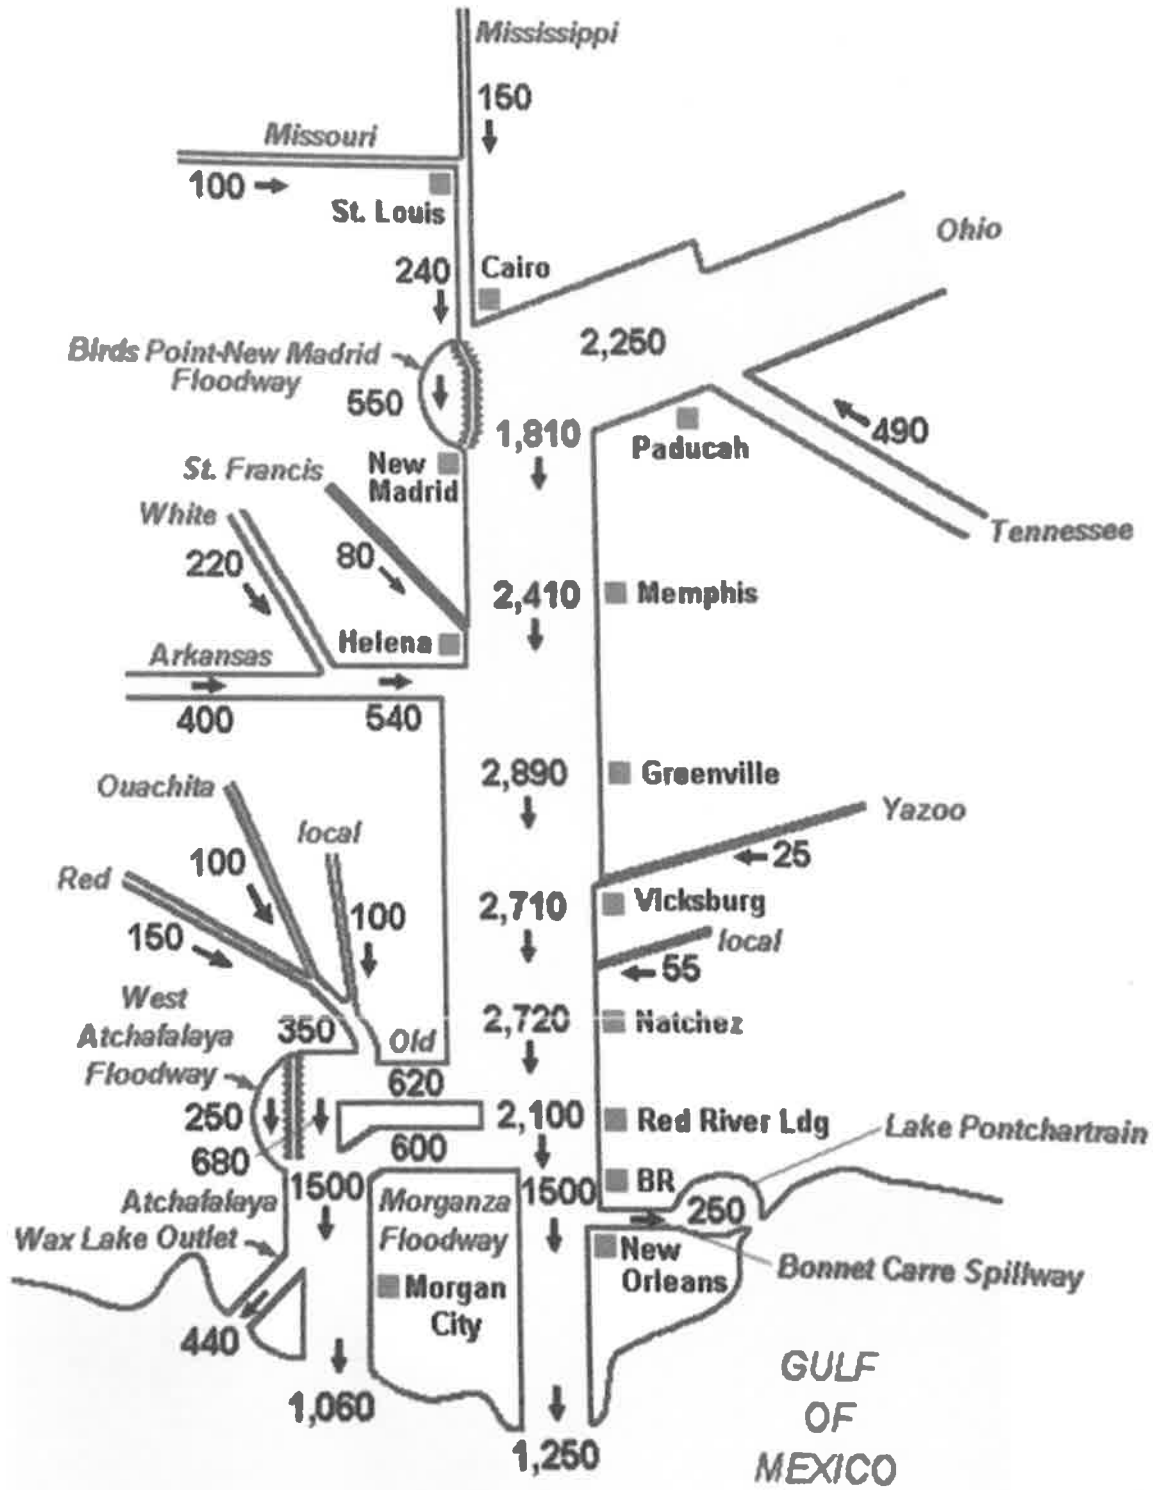 Mississippi
150
Missouri
100
St. Louis
Ohio
240
Cairo
2,250
Birds Point-New Madrid
Floodway
550
1,810
490
Paducah
New
Madrid
St. Francis
White
Tennessee
220
80
2,410
Memphis
Helena
Arkansas
400
540
2,890
Greenville
Ouachita
local
Yazoo
100
25
Red
2,710
Vicksburg
150
100
local
55
West
Atchafalaya
Floodway
350
Old
2,720
Natchez
620
250
2,100
Red River Ldg
Lake Pontchartrain
680
600
1500
Morganza
Floodway
1500
BR
250
Atchafalaya
Wax Lake Outlet
New
Orleans
Bonnet Carre Spillway
Morgan
City
440
1,060
1,250
GULF
OF
MEXICO